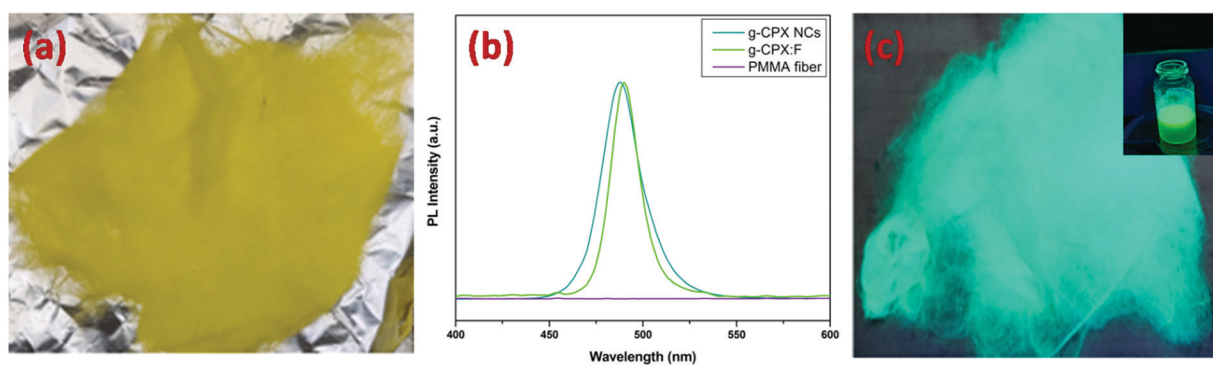 (a)
(b)
g-CPX NCs
g-CPX:F
PMMA fiber
PL Intensity (a.u.)
400
450
500
550
600
Wavelength (nm)
(c)